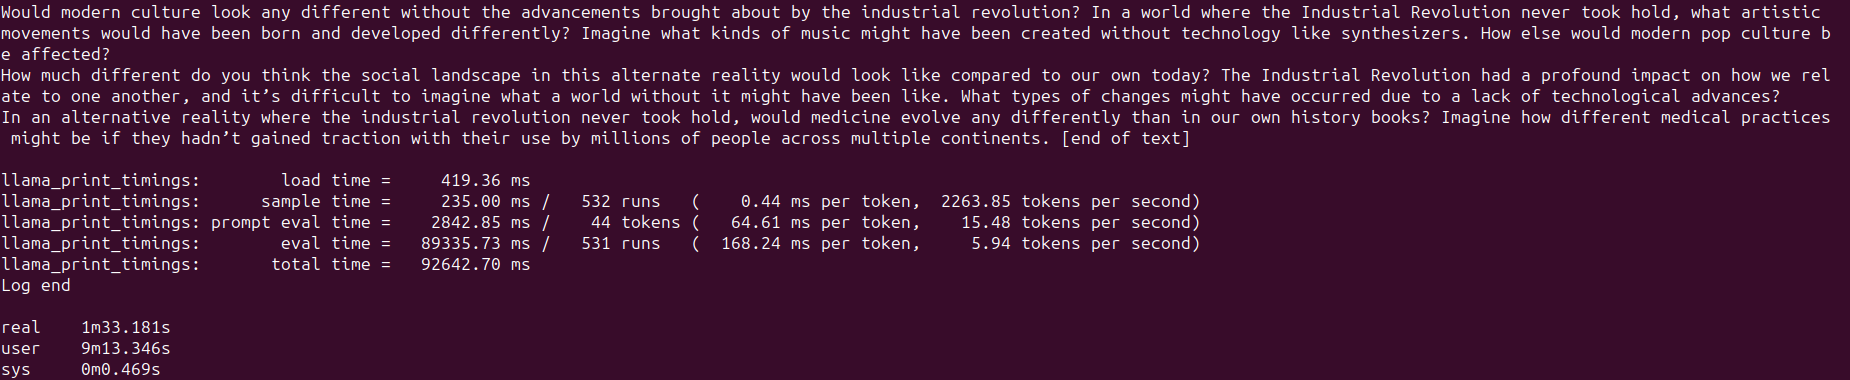 Would modern culture look any different without the advancements brought about by the industrial revolution? In a world where the Industrial Revolution never took hold, what artistic
movements would have been born and developed differently? Imagine what kinds of music might have been created without technology like synthesizers. How else would modern pop culture b
e affected?
How much different do you think the social landscape in this alternate reality would look like compared to our own today? The Industrial Revolution had a profound impact on how we rel
ate to one another, and it’s difficult to imagine what a world without it might have been like. What types of changes might have occurred due to a lack of technological advances?
In an alternative reality where the industrial revolution never took hold, would medicine evolve any differently than in our own history books? Imagine how different medical practices
 might be if they hadn’t gained traction with their use by millions of people across multiple continents. [end of text]

llama_print_timings:        load time =     419.36 ms
llama_print_timings:      sample time =     235.00 ms /   532 runs   (    0.44 ms per token,  2263.85 tokens per second)
llama_print_timings: prompt eval time =    2842.85 ms /    44 tokens (   64.61 ms per token,    15.48 tokens per second)
llama_print_timings:        eval time =   89335.73 ms /   531 runs   (  168.24 ms per token,     5.94 tokens per second)
llama_print_timings:       total time =   92642.70 ms
Log end

real    1m33.181s
user    9m13.346s
sys     0m0.469s